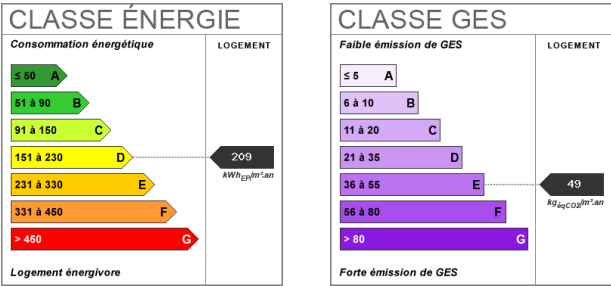 CLASSE ÉNERGIE
Consommation énergétique
LOGEMENT
≤ 50 A
51 à 90 B
91 à 150 C
151 à 230 D
209
kWhEP/m².an
231 à 330 E
331 à 450 F
> 450 G
Logement énergivore
CLASSE GES
Faible émission de GES
LOGEMENT
≤ 5 A
6 à 10 B
11 à 20 C
21 à 35 D
36 à 55 E
49
kgéqCO2/m².an
56 à 80 F
> 80 G
Forte émission de GES